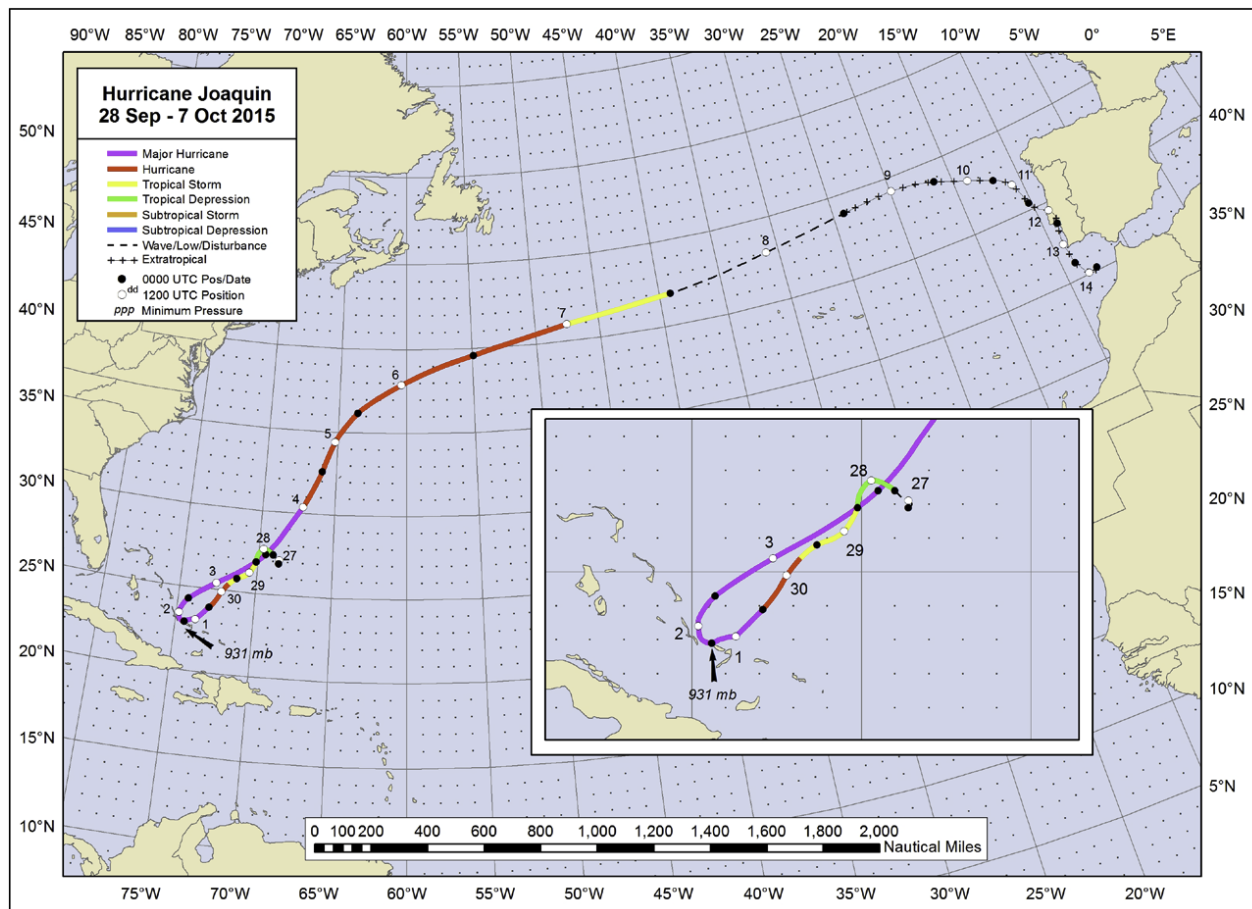 90°W 85°W 80°W 75°W 70°W 65°W 60°W 55°W 50°W 45°W 40°W 35°W 30°W 25°W 20°W 15°W 10°W 5°W 0° 5°E
Hurricane Joaquin
28 Sep - 7 Oct 2015
Major Hurricane
Hurricane
Tropical Storm
Tropical Depression
Subtropical Storm
Subtropical Depression
Wave/Low/Disturbance
Extratropical
0000 UTC Pos/Date
dd 1200 UTC Position
ppp Minimum Pressure
50°N
45°N
40°N
35°N
30°N
25°N
20°N
15°N
10°N
40°N
35°N
30°N
25°N
20°N
15°N
10°N
5°N
9
10
11
12
13
14
8
7
6
5
4
28
27
3
29
30
2
1
931 mb
28
27
3
29
30
2
1
931 mb
0 100 200 400 600 800 1,000 1,200 1,400 1,600 1,800 2,000
Nautical Miles
75°W 70°W 65°W 60°W 55°W 50°W 45°W 40°W 35°W 30°W 25°W 20°W